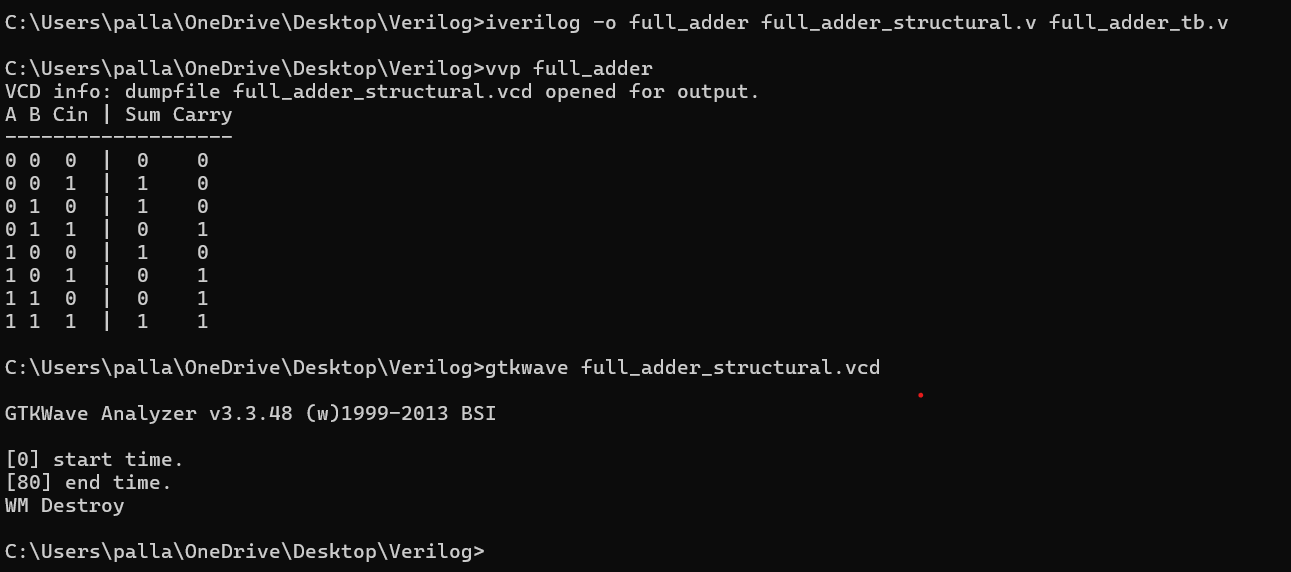 C:\Users\palla\OneDrive\Desktop\Verilog>iverilog -o full_adder full_adder_structural.v full_adder_tb.v
C:\Users\palla\OneDrive\Desktop\Verilog>vvp full_adder
VCD info: dumpfile full_adder_structural.vcd opened for output.
A B Cin | Sum Carry
-------------------
0 0  0  |  0    0
0 0  1  |  1    0
0 1  0  |  1    0
0 1  1  |  0    1
1 0  0  |  1    0
1 0  1  |  0    1
1 1  0  |  0    1
1 1  1  |  1    1
C:\Users\palla\OneDrive\Desktop\Verilog>gtkwave full_adder_structural.vcd
GTKWave Analyzer v3.3.48 (w)1999-2013 BSI
[0] start time.
[80] end time.
WM Destroy
C:\Users\palla\OneDrive\Desktop\Verilog>